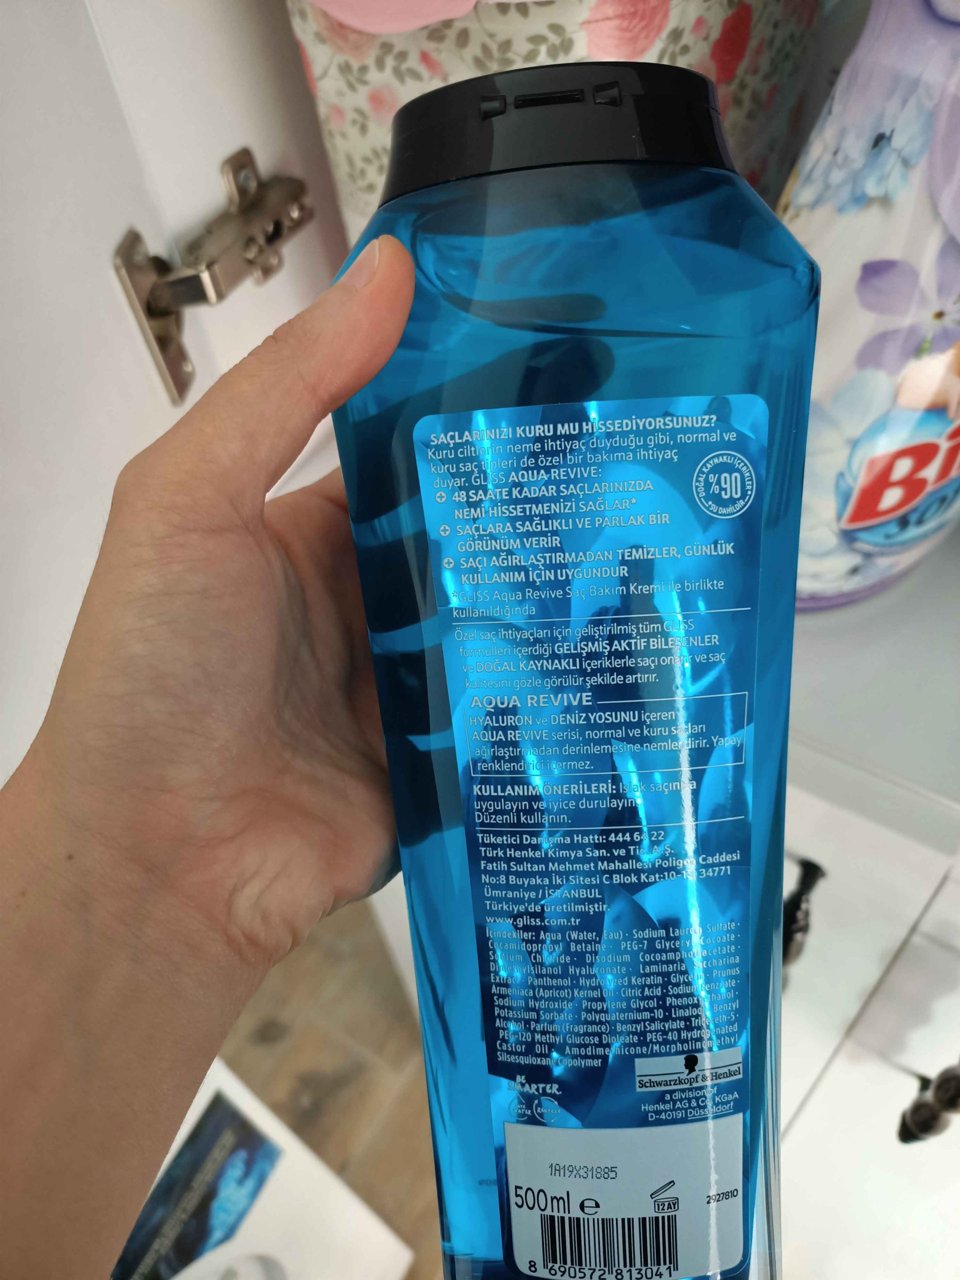 SAÇLARINIZI KURU MU HİSSEDİYORSUNUZ?
Kuru ciltlerin neme ihtiyaç duyduğu gibi, normal ve
kuru saç tipleri de özel bir bakıma ihtiyaç
duyar. GLISS AQUA REVIVE:
48 SAATE KADAR SAÇLARINIZDA
NEMİ HİSSETMENİZİ SAĞLAR*
SAÇLARA SAĞLIKLI VE PARLAK BİR
GÖRÜNÜM VERİR
SAÇI AĞIRLAŞTIRMADAN TEMİZLER, GÜNLÜK
KULLANIM İÇİN UYGUNDUR
*GLISS Aqua Revive Saç Bakım Kremi ile birlikte
kullanıldığında
DOĞAL KAYNAKLI İÇERİKLER*
%90
*SU DAHİLDİR
Özel saç ihtiyaçları için geliştirilmiş tüm GLISS
formülleri içerdiği GELİŞMİŞ AKTİF BİLEŞENLER
ve DOĞAL KAYNAKLI içeriklerle saçı onarır ve saç
kalitesini gözle görülür şekilde artırır.
AQUA REVIVE
HYALURON ve DENİZ YOSUNU içeren
AQUA REVIVE serisi, normal ve kuru saçları
ağırlaştırmadan derinlemesine nemlendirir. Yapay
renklendirici içermez.
KULLANIM ÖNERİLERİ: Islak saçınıza
uygulayın ve iyice durulayın.
Düzenli kullanın.
Tüketici Danışma Hattı: 444 64 22
Türk Henkel Kimya San. ve Tic. A.Ş.
Fatih Sultan Mehmet Mahallesi Poligon Caddesi
No:8 Buyaka İki Sitesi C Blok Kat:10-13 34771
Ümraniye / İSTANBUL
Türkiye'de üretilmiştir.
www.gliss.com.tr
İçindekiler: Aqua (Water, Eau) · Sodium Laureth Sulfate ·
Cocamidopropyl Betaine · PEG-7 Glyceryl Cocoate ·
Sodium Chloride · Disodium Cocoamphodiacetate ·
Dimethylsilanol Hyaluronate · Laminaria Saccharina
Extract · Panthenol · Hydrolyzed Keratin · Glycerin · Prunus
Armeniaca (Apricot) Kernel Oil · Citric Acid · Sodium Benzoate ·
Sodium Hydroxide · Propylene Glycol · Phenoxyethanol ·
Potassium Sorbate · Polyquaternium-10 · Linalool · Benzyl
Alcohol · Parfum (Fragrance) · Benzyl Salicylate · Trideceth-5 ·
PEG-120 Methyl Glucose Dioleate · PEG-40 Hydrogenated
Castor Oil · Amodimethicone/Morpholinomethyl
Silsesquioxane Copolymer
BE
SMARTER
Schwarzkopf & Henkel
a division of
Henkel AG & Co. KGaA
D-40191 Düsseldorf
1A19X31885
500ml e
12 AY
2927810
8 690572 813041
Bi